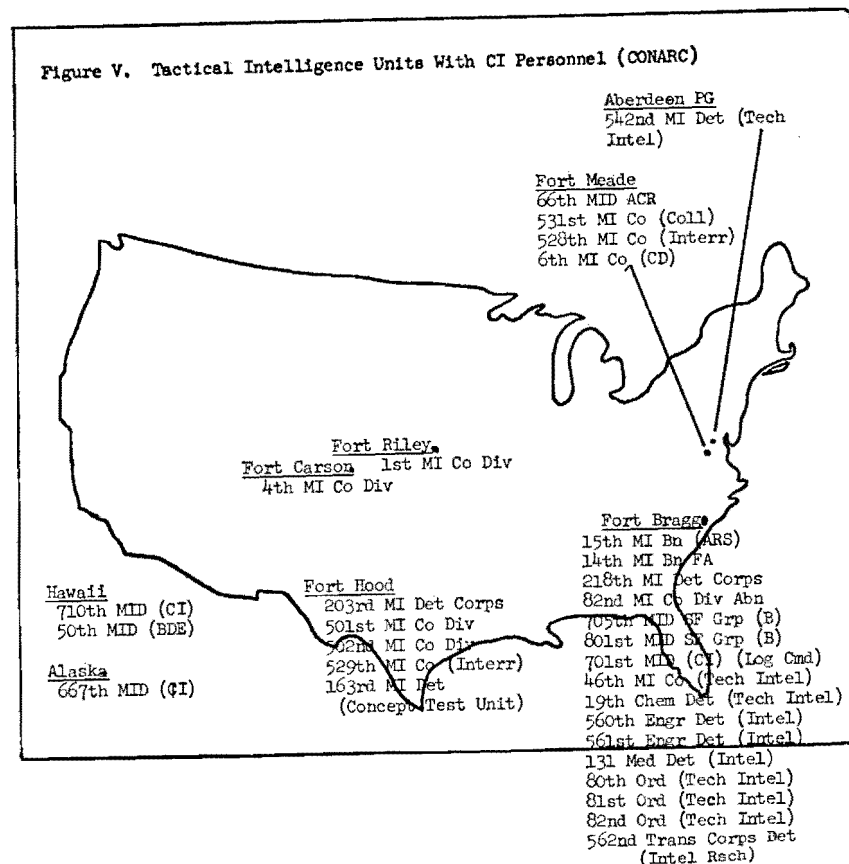 Figure V. Tactical Intelligence Units With CI Personnel (CONARC)
Aberdeen PG
542nd MI Det (Tech
Intel)
Fort Meade
66th MID ACR
531st MI Co (Coll)
528th MI Co (Interr)
6th MI Co (CD)
Fort Riley
1st MI Co Div
Fort Carson
4th MI Co Div
Hawaii
710th MID (CI)
50th MID (BDE)
Alaska
667th MID (CI)
Fort Hood
203rd MI Det Corps
501st MI Co Div
502nd MI Co Div
529th MI Co (Interr)
163rd MI Det
(Concept Test Unit)
Fort Bragg
15th MI Bn (ARS)
14th MI Bn FA
218th MI Det Corps
82nd MI Co Div Abn
705th MID SF Grp (B)
801st MID SF Grp (B)
701st MID (CI) (Log Cmd)
46th MI Co (Tech Intel)
19th Chem Det (Tech Intel)
560th Engr Det (Intel)
561st Engr Det (Intel)
131 Med Det (Intel)
80th Ord (Tech Intel)
81st Ord (Tech Intel)
82nd Ord (Tech Intel)
562nd Trans Corps Det
(Intel Rsch)